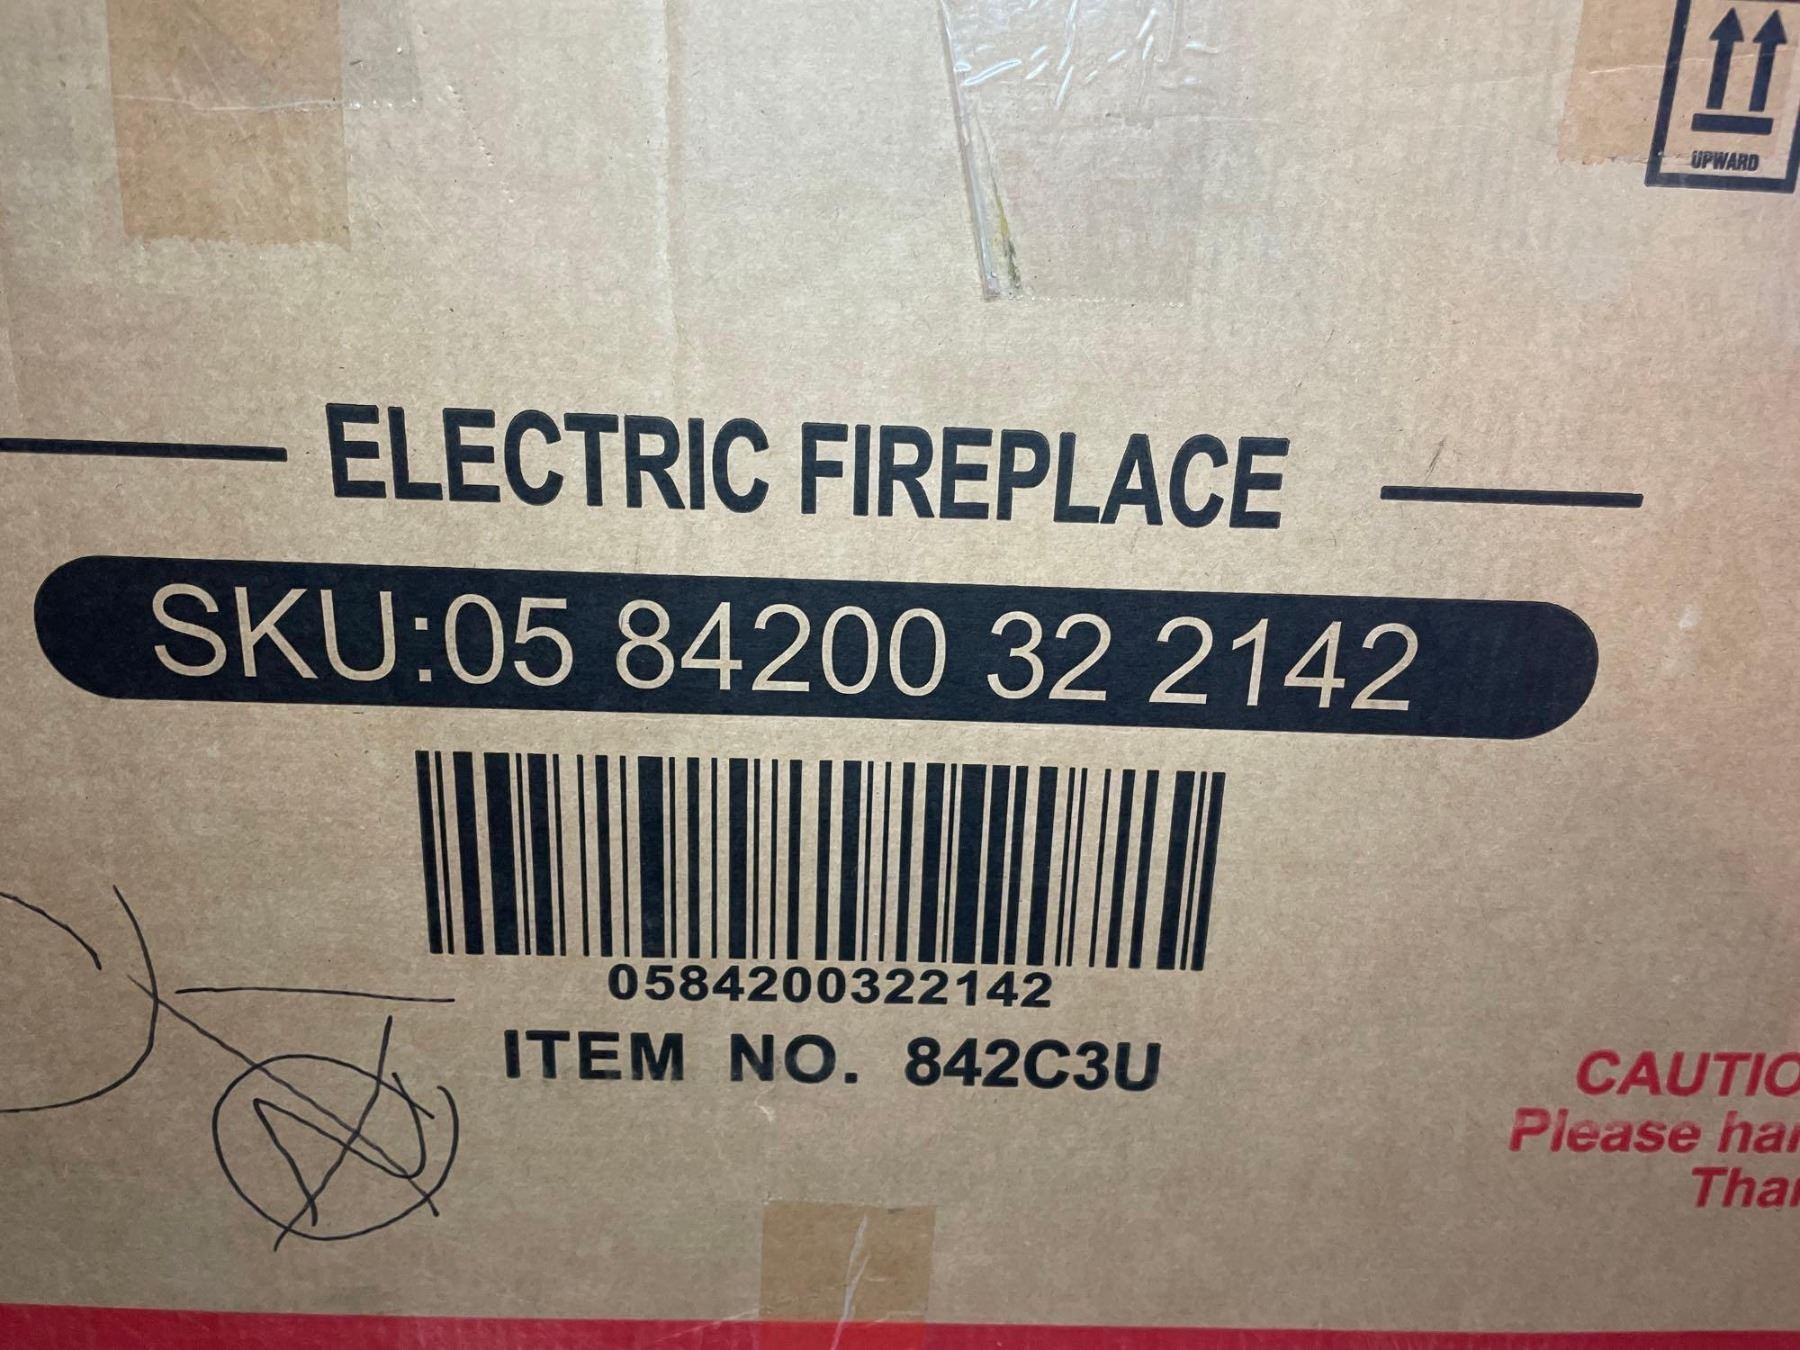 UPWARD
ELECTRIC FIREPLACE
SKU:05 84200 32 2142
0584200322142
ITEM NO. 842C3U
CAUTIO
Please ha
Tha